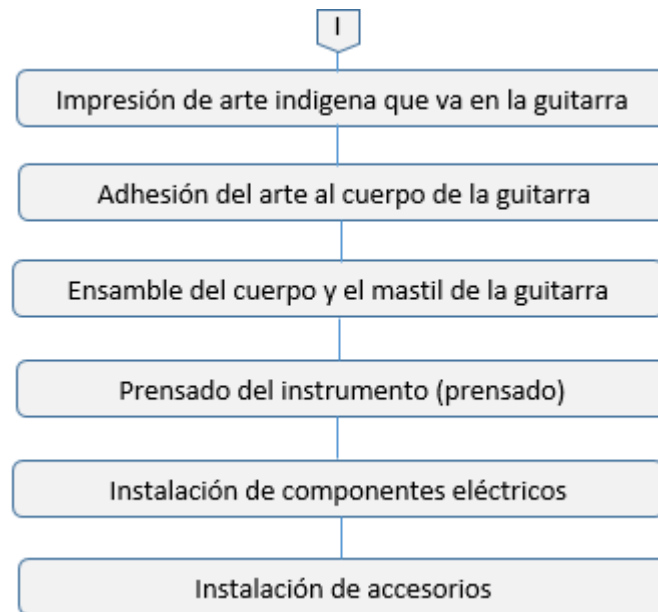 I
Impresión de arte indigena que va en la guitarra
Adhesión del arte al cuerpo de la guitarra
Ensamble del cuerpo y el mastil de la guitarra
Prensado del instrumento (prensado)
Instalación de componentes eléctricos
Instalación de accesorios